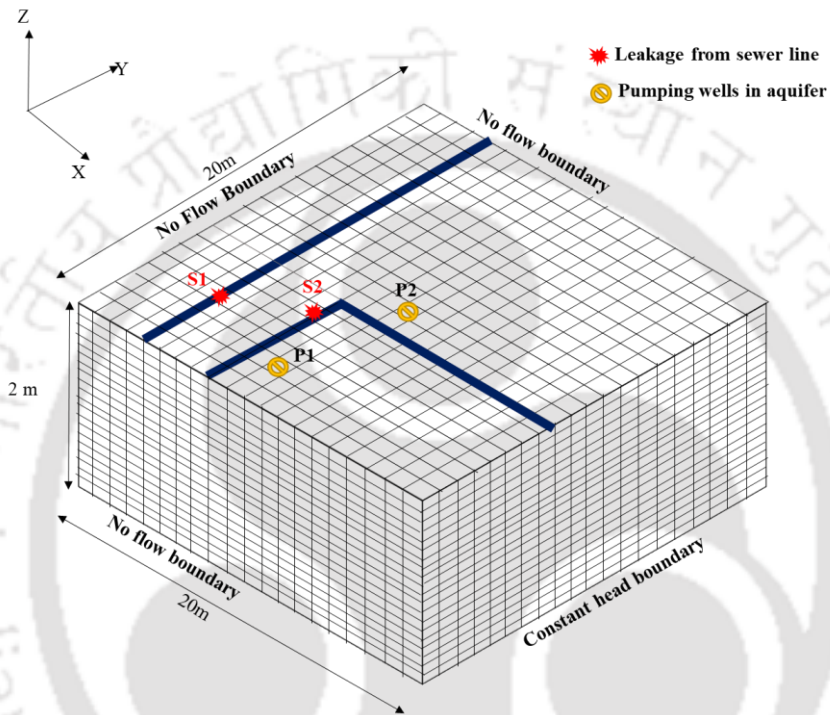 Z
Y
X
Leakage from sewer line
Pumping wells in aquifer
20m
No Flow Boundary
No flow boundary
S1
S2
P2
P1
2 m
No flow boundary
20m
Constant head boundary